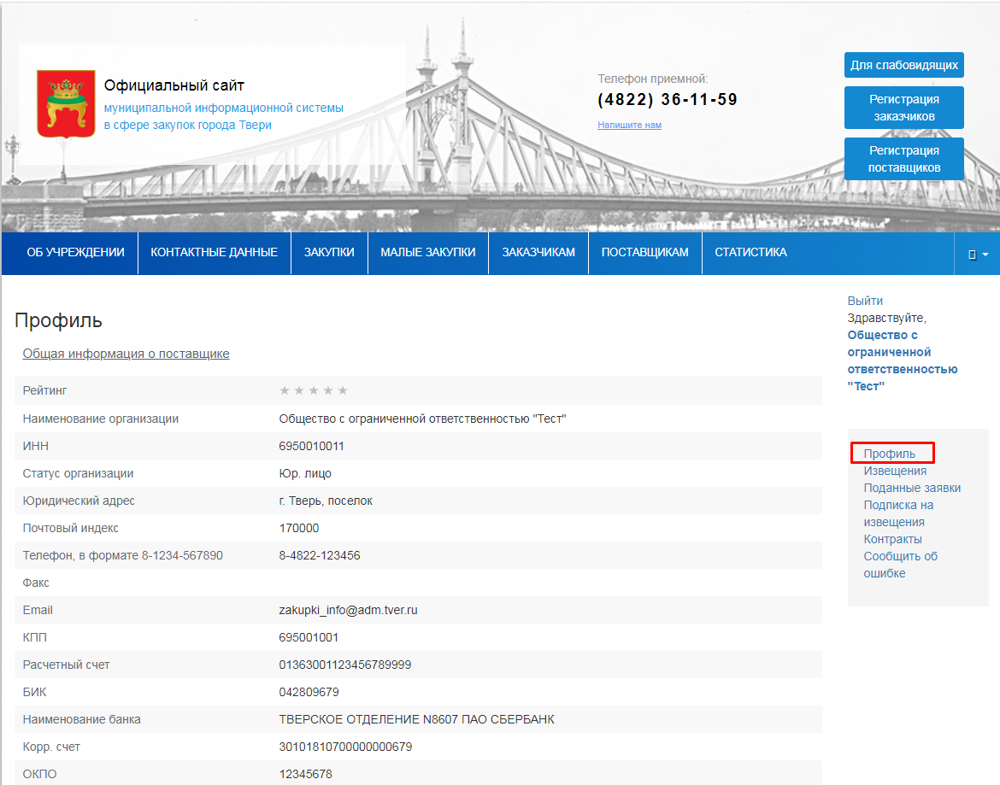 Официальный сайт
муниципальной информационной системы
в сфере закупок города Твери
Телефон приемной:
(4822) 36-11-59
Напишите нам
Для слабовидящих
Регистрация
заказчиков
Регистрация
поставщиков
ОБ УЧРЕЖДЕНИИ КОНТАКТНЫЕ ДАННЫЕ ЗАКУПКИ МАЛЫЕ ЗАКУПКИ ЗАКАЗЧИКАМ ПОСТАВЩИКАМ СТАТИСТИКА
Профиль
Общая информация о поставщике
Рейтинг ★ ★ ★ ★ ★
Наименование организации Общество с ограниченной ответственностью "Тест"
ИНН 6950010011
Статус организации Юр. лицо
Юридический адрес г. Тверь, поселок
Почтовый индекс 170000
Телефон, в формате 8-1234-567890 8-4822-123456
Факс
Email zakupki_info@adm.tver.ru
КПП 695001001
Расчетный счет 01363001123456789999
БИК 042809679
Наименование банка ТВЕРСКОЕ ОТДЕЛЕНИЕ N8607 ПАО СБЕРБАНК
Корр. счет 30101810700000000679
ОКПО 12345678
Выйти
Здравствуйте,
Общество с
ограниченной
ответственностью
"Тест"
Профиль
Извещения
Поданные заявки
Подписка на
извещения
Контракты
Сообщить об
ошибке